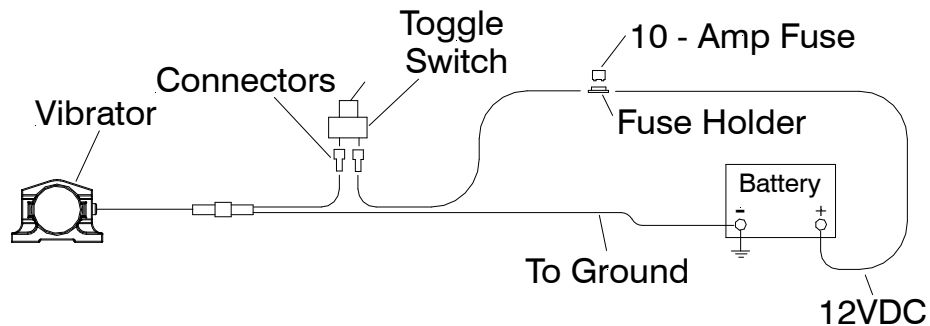 Toggle
Switch
10 - Amp Fuse
Connectors
Vibrator
Fuse Holder
Battery
- +
To Ground
12VDC